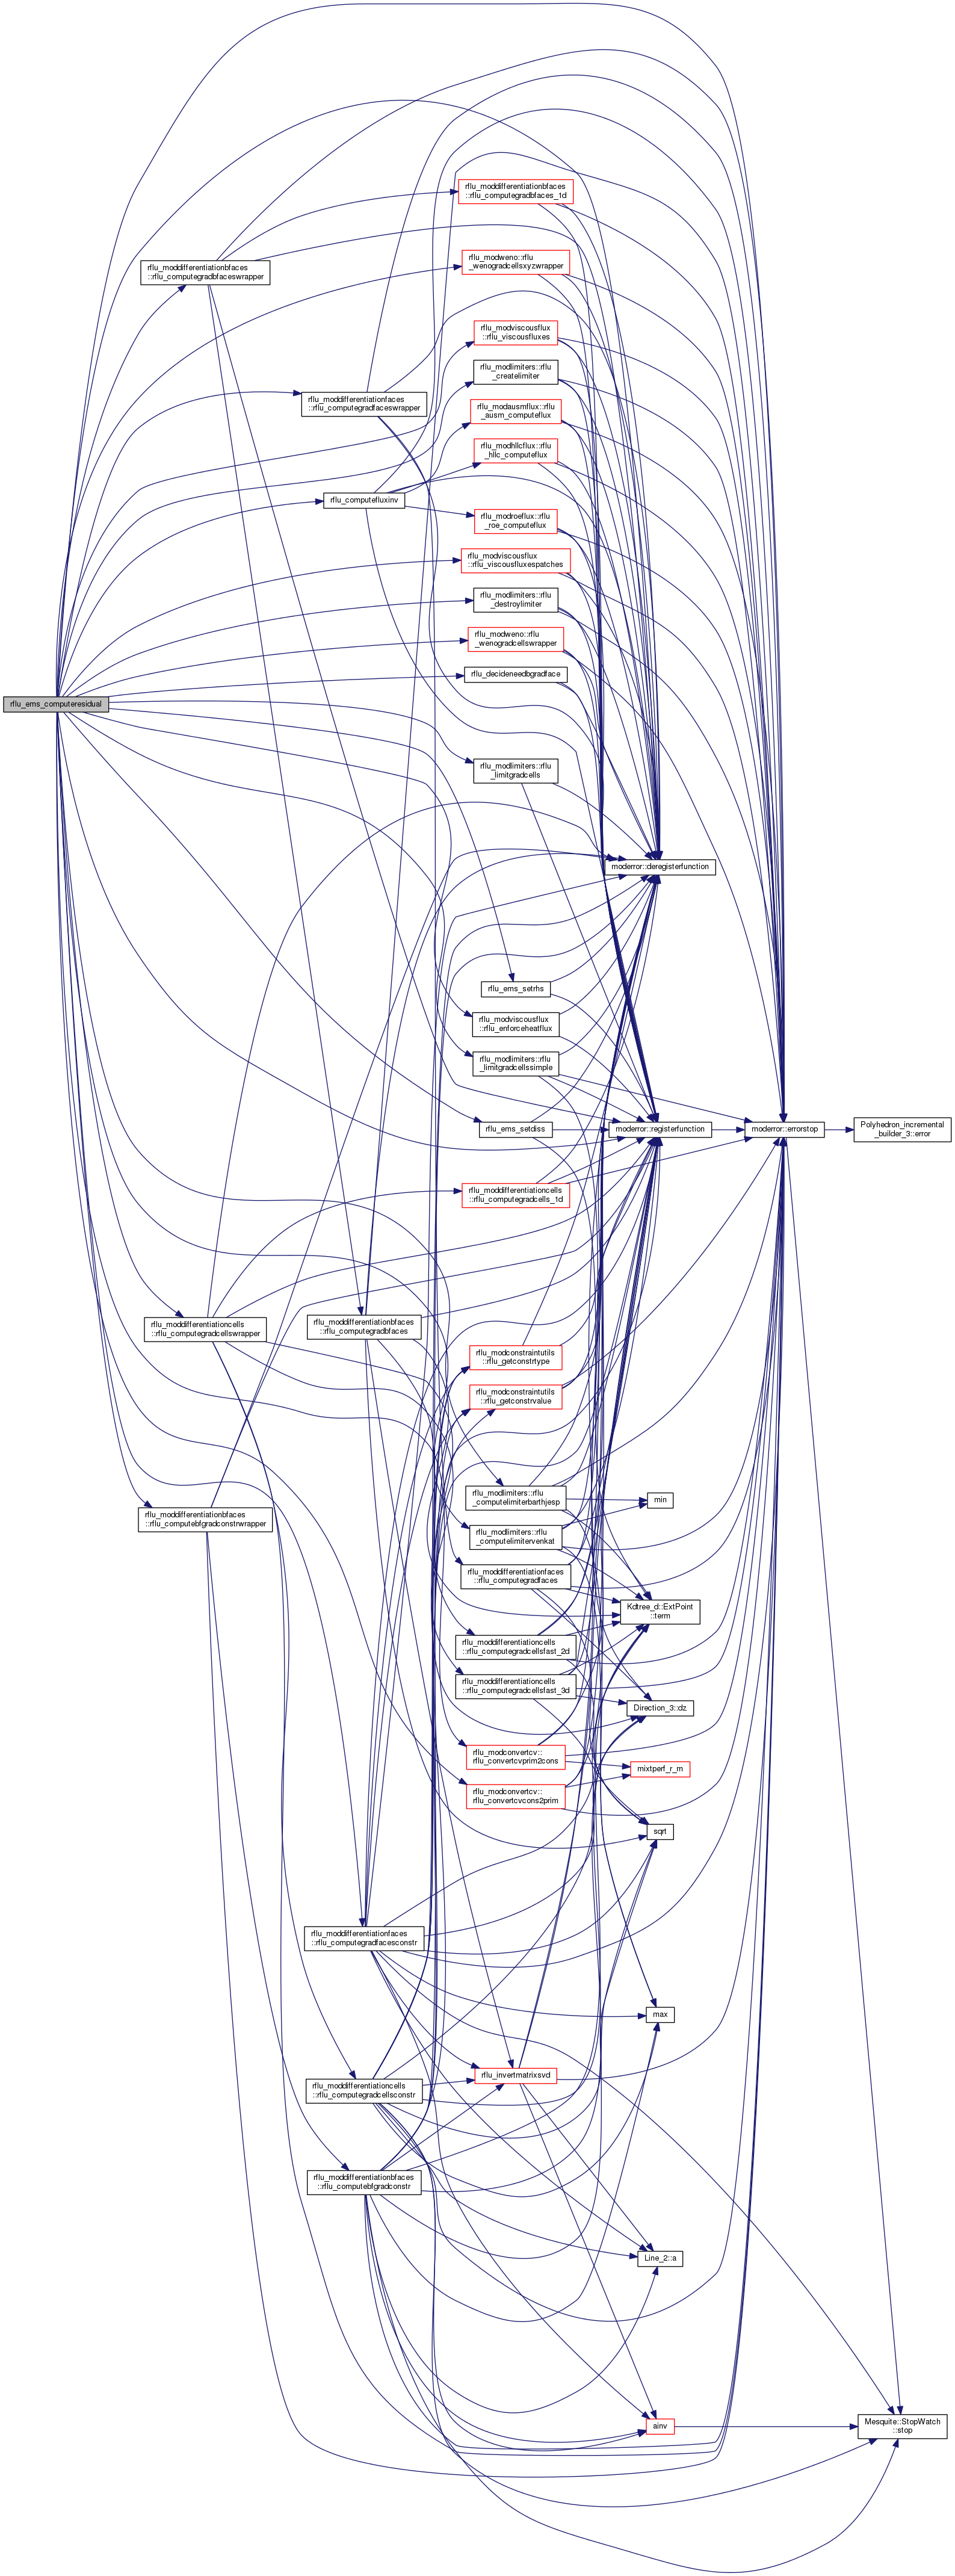 rflu_moddifferentiationbfaces
::rflu_computegradbfaces_1d
rflu_modweno::rflu
_wenogradcellsxyzwrapper
rflu_moddifferentiationbfaces
::rflu_computegradbfaceswrapper
rflu_modviscousflux
::rflu_viscousfluxes
rflu_modlimiters::rflu
_createlimiter
rflu_moddifferentiationfaces
::rflu_computegradfaceswrapper
rflu_modausmflux::rflu
_ausm_computeflux
rflu_modhllcflux::rflu
_hllc_computeflux
rflu_computefluxinv
rflu_modroeflux::rflu
_roe_computeflux
rflu_modviscousflux
::rflu_viscousfluxespatches
rflu_modlimiters::rflu
_destroylimiter
rflu_modweno::rflu
_wenogradcellswrapper
rflu_decideneedbgradface
rflu_ems_computeresidual
rflu_modlimiters::rflu
_limitgradcells
moderror::deregisterfunction
rflu_ems_setrhs
rflu_modviscousflux
::rflu_enforceheatflux
rflu_modlimiters::rflu
_limitgradcellssimple
rflu_ems_setdiss
moderror::registerfunction
moderror::errorstop
Polyhedron_incremental
_builder_3::error
rflu_moddifferentiationcells
::rflu_computegradcells_1d
rflu_moddifferentiationcells
::rflu_computegradcellswrapper
rflu_moddifferentiationbfaces
::rflu_computegradbfaces
rflu_modconstraintutils
::rflu_getconstrtype
rflu_modconstraintutils
::rflu_getconstrvalue
rflu_modlimiters::rflu
_computelimiterbarthjesp
min
rflu_moddifferentiationbfaces
::rflu_computebfgradconstrwrapper
rflu_modlimiters::rflu
_computelimitervenkat
rflu_moddifferentiationfaces
::rflu_computegradfaces
Kdtree_d::ExtPoint
::term
rflu_moddifferentiationcells
::rflu_computegradcellsfast_2d
rflu_moddifferentiationcells
::rflu_computegradcellsfast_3d
Direction_3::dz
rflu_modconvertcv::
rflu_convertcvprim2cons
mixtperf_r_m
rflu_modconvertcv::
rflu_convertcvcons2prim
sqrt
rflu_moddifferentiationfaces
::rflu_computegradfacesconstr
max
rflu_invertmatrixsvd
rflu_moddifferentiationcells
::rflu_computegradcellsconstr
rflu_moddifferentiationbfaces
::rflu_computebfgradconstr
Line_2::a
ainv
Mesquite::StopWatch
::stop